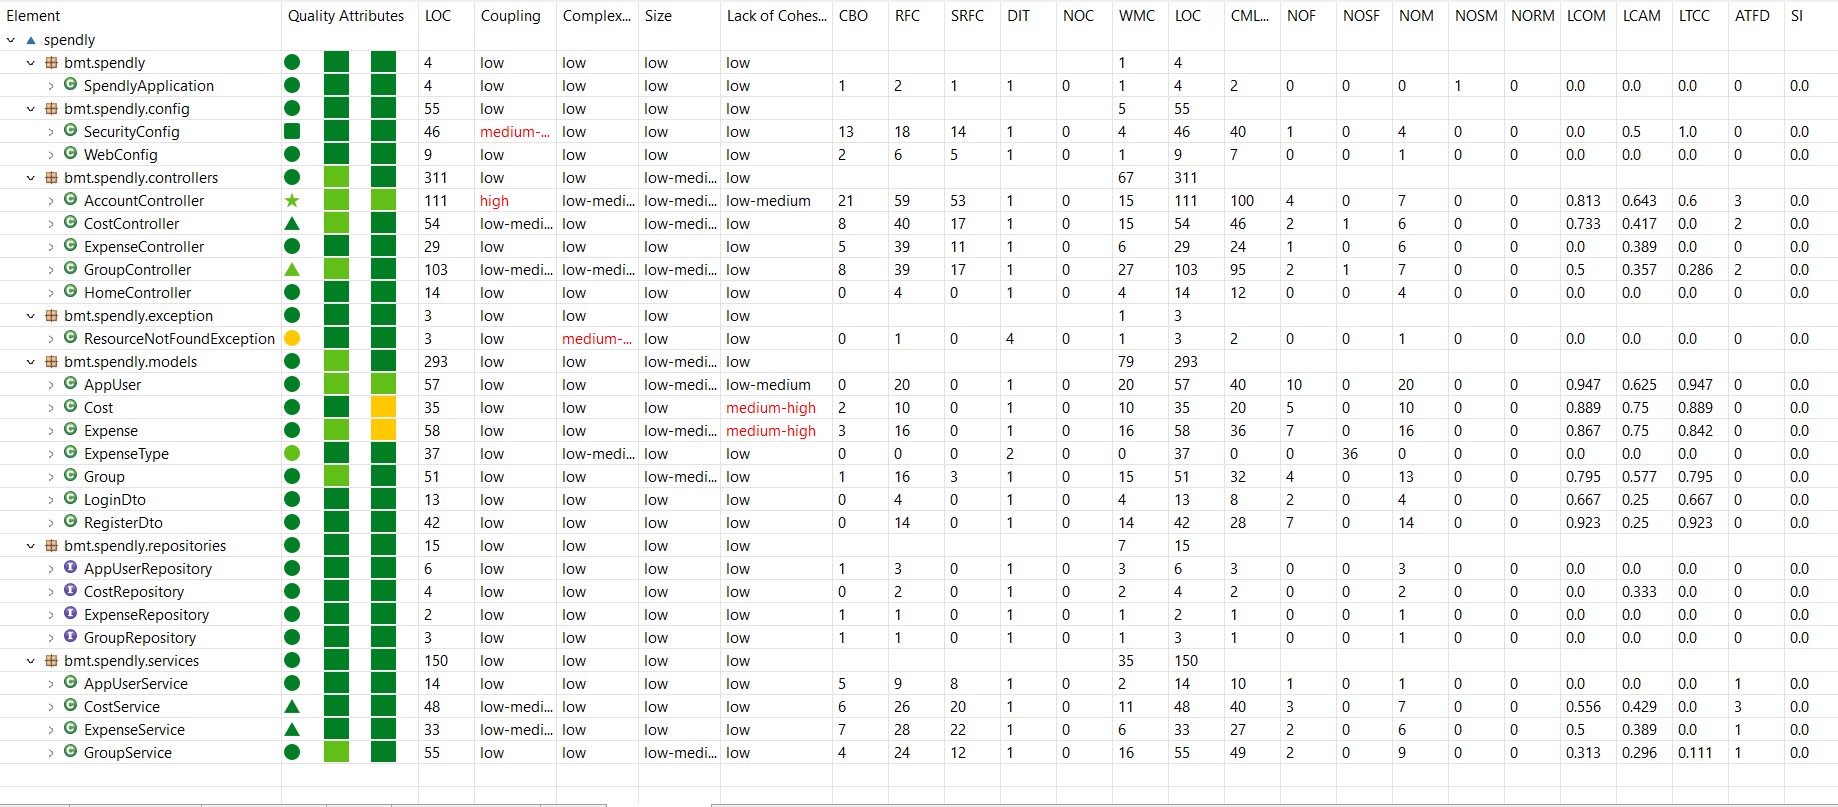 Element Quality Attributes LOC Coupling Complex... Size Lack of Cohes... CBO RFC SRFC DIT NOC WMC LOC CML... NOF NOSF NOM NOSM NORM LCOM LCAM LTCC ATFD SI
spendly
bmt.spendly 4 low low low low 1 4
SpendlyApplication 4 low low low low 1 2 1 1 0 1 4 2 0 0 0 1 0 0.0 0.0 0.0 0 0.0
bmt.spendly.config 55 low low low low 5 55
SecurityConfig 46 medium-... low low low 13 18 14 1 0 4 46 40 1 0 4 0 0 0.0 0.5 1.0 0 0.0
WebConfig 9 low low low low 2 6 5 1 0 1 9 7 0 0 1 0 0 0.0 0.0 0.0 0 0.0
bmt.spendly.controllers 311 low low low-medi... low 67 311
AccountController 111 high low-medi... low-medi... low-medium 21 59 53 1 0 15 111 100 4 0 7 0 0 0.813 0.643 0.6 3 0.0
CostController 54 low-medi... low low-medi... low 8 40 17 1 0 15 54 46 2 1 6 0 0 0.733 0.417 0.0 2 0.0
ExpenseController 29 low low low low 5 39 11 1 0 6 29 24 1 0 6 0 0 0.0 0.389 0.0 0 0.0
GroupController 103 low-medi... low-medi... low-medi... low 8 39 17 1 0 27 103 95 2 1 7 0 0 0.5 0.357 0.286 2 0.0
HomeController 14 low low low low 0 4 0 1 0 4 14 12 0 0 4 0 0 0.0 0.0 0.0 0 0.0
bmt.spendly.exception 3 low low low low 1 3
ResourceNotFoundException 3 low medium-... low low 0 1 0 4 0 1 3 2 0 0 1 0 0 0.0 0.0 0.0 0 0.0
bmt.spendly.models 293 low low low-medi... low 79 293
AppUser 57 low low low-medi... low-medium 0 20 0 1 0 20 57 40 10 0 20 0 0 0.947 0.625 0.947 0 0.0
Cost 35 low low low medium-high 2 10 0 1 0 10 35 20 5 0 10 0 0 0.889 0.75 0.889 0 0.0
Expense 58 low low low-medi... medium-high 3 16 0 1 0 16 58 36 7 0 16 0 0 0.867 0.75 0.842 0 0.0
ExpenseType 37 low low-medi... low low 0 0 0 2 0 0 37 0 0 36 0 0 0 0.0 0.0 0.0 0 0.0
Group 51 low low low-medi... low 1 16 3 1 0 15 51 32 4 0 13 0 0 0.795 0.577 0.795 0 0.0
LoginDto 13 low low low low 0 4 0 1 0 4 13 8 2 0 4 0 0 0.667 0.25 0.667 0 0.0
RegisterDto 42 low low low low 0 14 0 1 0 14 42 28 7 0 14 0 0 0.923 0.25 0.923 0 0.0
bmt.spendly.repositories 15 low low low low 7 15
AppUserRepository 6 low low low low 1 3 0 1 0 3 6 3 0 0 3 0 0 0.0 0.0 0.0 0 0.0
CostRepository 4 low low low low 0 2 0 1 0 2 4 2 0 0 2 0 0 0.0 0.333 0.0 0 0.0
ExpenseRepository 2 low low low low 1 1 0 1 0 1 2 1 0 0 1 0 0 0.0 0.0 0.0 0 0.0
GroupRepository 3 low low low low 1 1 0 1 0 1 3 1 0 0 1 0 0 0.0 0.0 0.0 0 0.0
bmt.spendly.services 150 low low low low 35 150
AppUserService 14 low low low low 5 9 8 1 0 2 14 10 1 0 1 0 0 0.0 0.0 0.0 1 0.0
CostService 48 low-medi... low low low 6 26 20 1 0 11 48 40 3 0 7 0 0 0.556 0.429 0.0 3 0.0
ExpenseService 33 low-medi... low low low 7 28 22 1 0 6 33 27 2 0 6 0 0 0.5 0.389 0.0 1 0.0
GroupService 55 low low low-medi... low 4 24 12 1 0 16 55 49 2 0 9 0 0 0.313 0.296 0.111 1 0.0